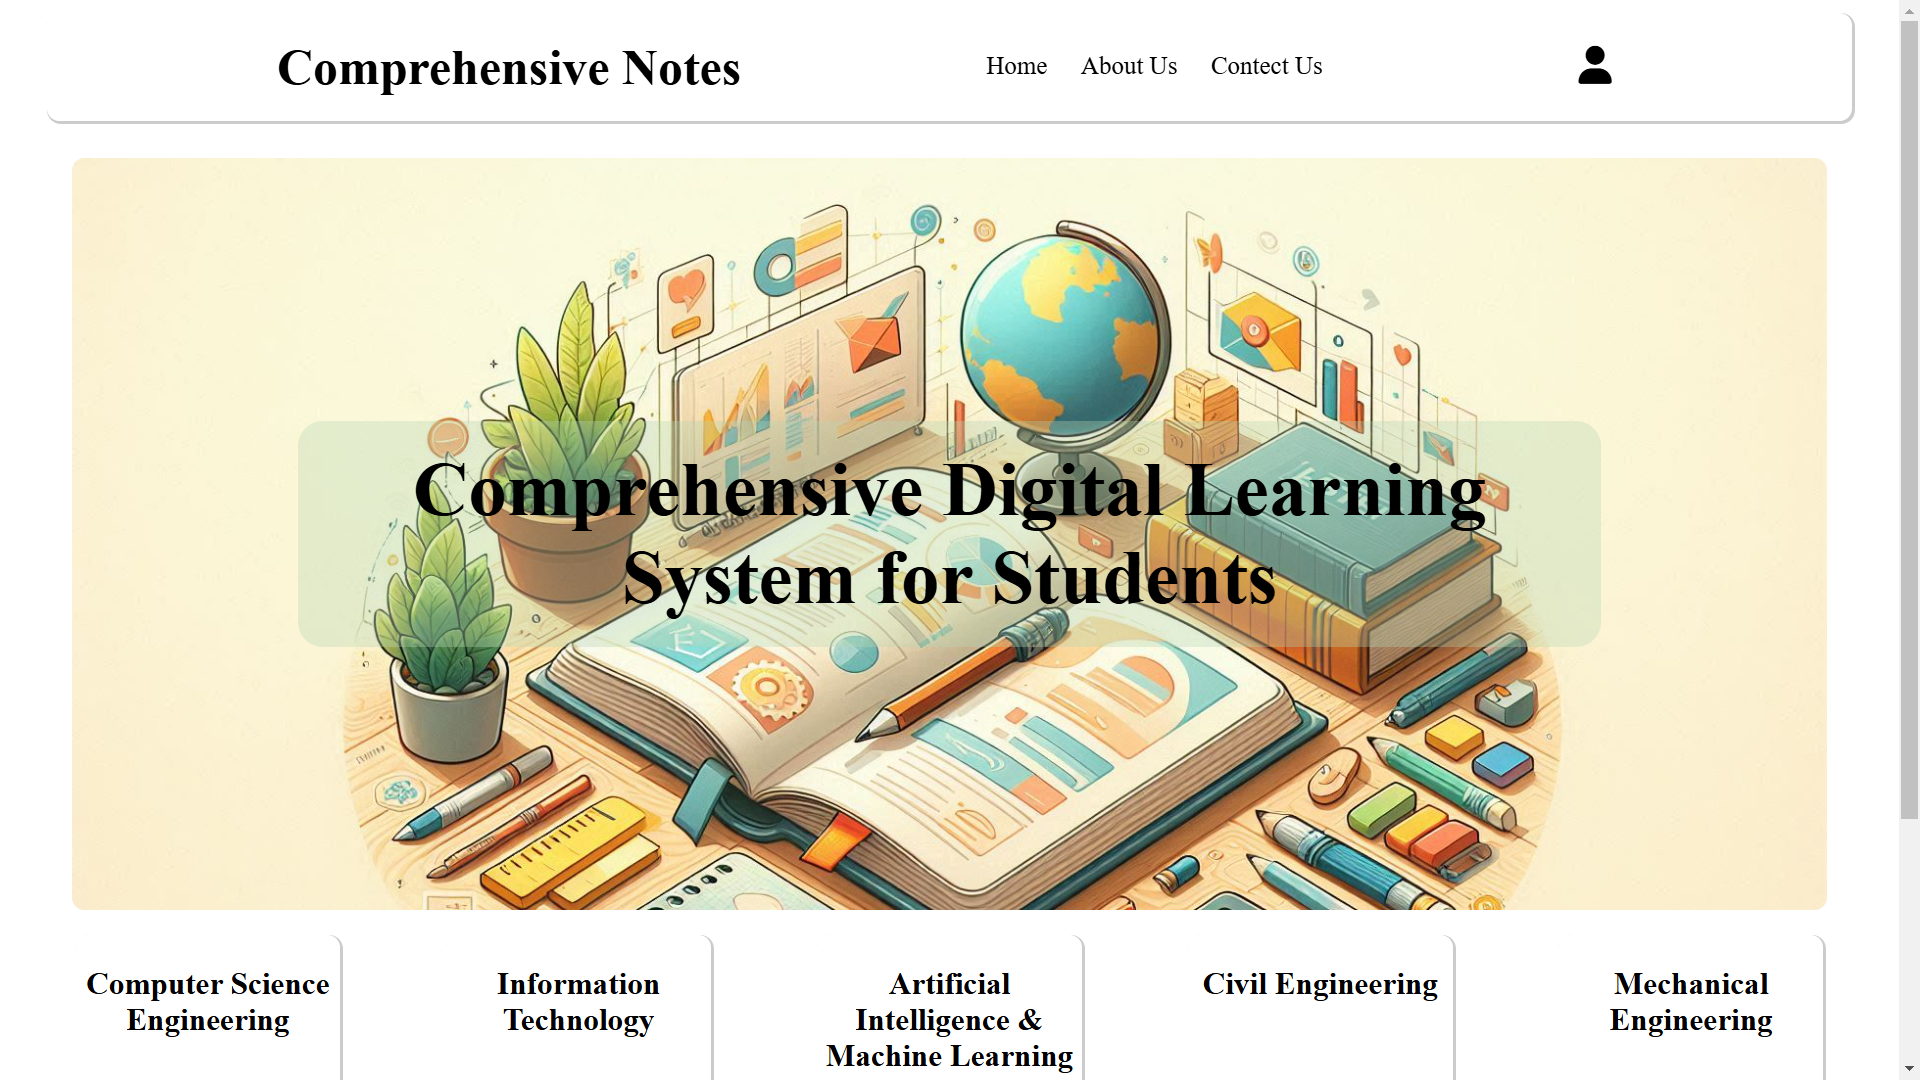 Comprehensive Notes
Home About Us Contect Us
Comprehensive Digital Learning
System for Students
Computer Science
Engineering
Information
Technology
Artificial
Intelligence &
Machine Learning
Civil Engineering
Mechanical
Engineering